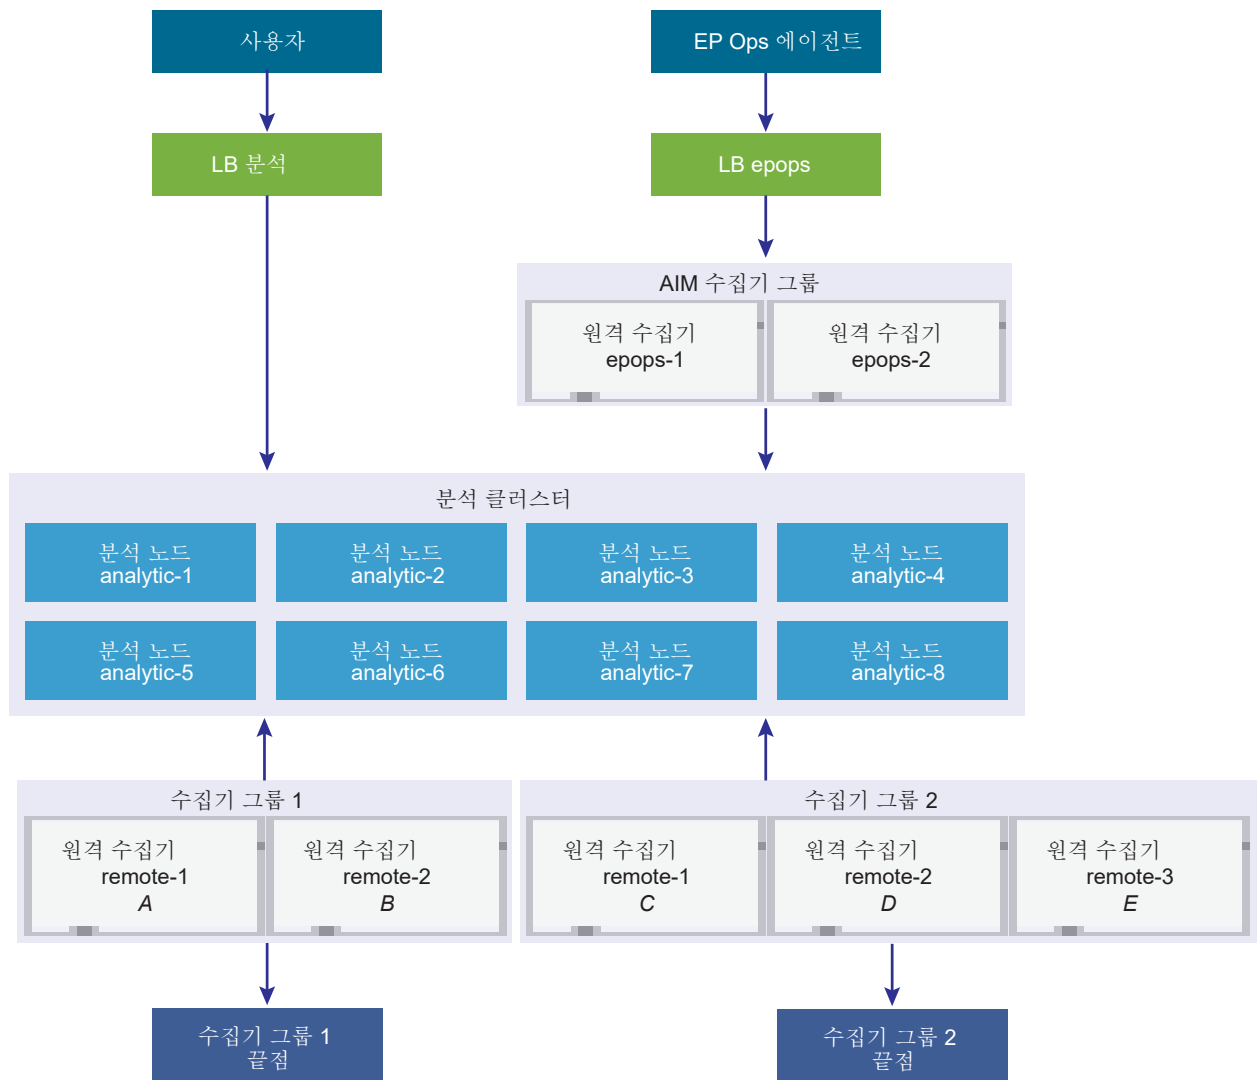 사용자
EP Ops 에이전트
LB 분석
LB epops
AIM 수집기 그룹
원격 수집기
epops-1
원격 수집기
epops-2
분석 클러스터
분석 노드
analytic-1
분석 노드
analytic-2
분석 노드
analytic-3
분석 노드
analytic-4
분석 노드
analytic-5
분석 노드
analytic-6
분석 노드
analytic-7
분석 노드
analytic-8
수집기 그룹 1
원격 수집기
remote-1
A
원격 수집기
remote-2
B
수집기 그룹 2
원격 수집기
remote-1
C
원격 수집기
remote-2
D
원격 수집기
remote-3
E
수집기 그룹 1
끝점
수집기 그룹 2
끝점